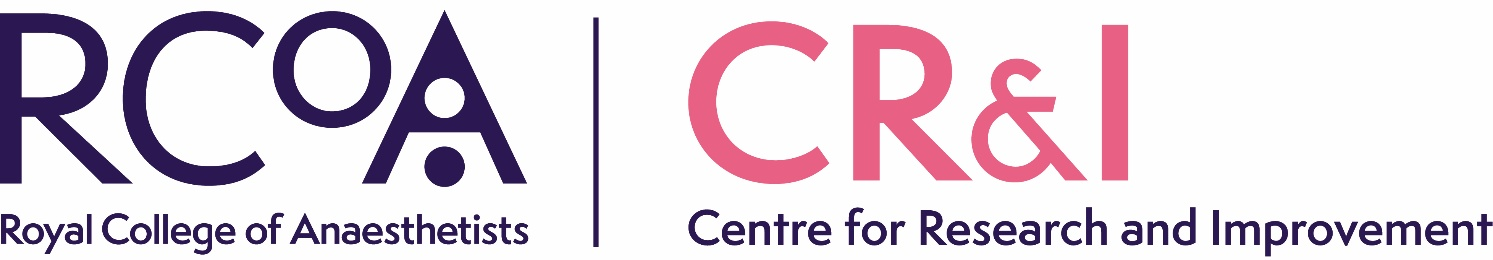 RCOA
Royal College of Anaesthetists
CR&I
Centre for Research and Improvement